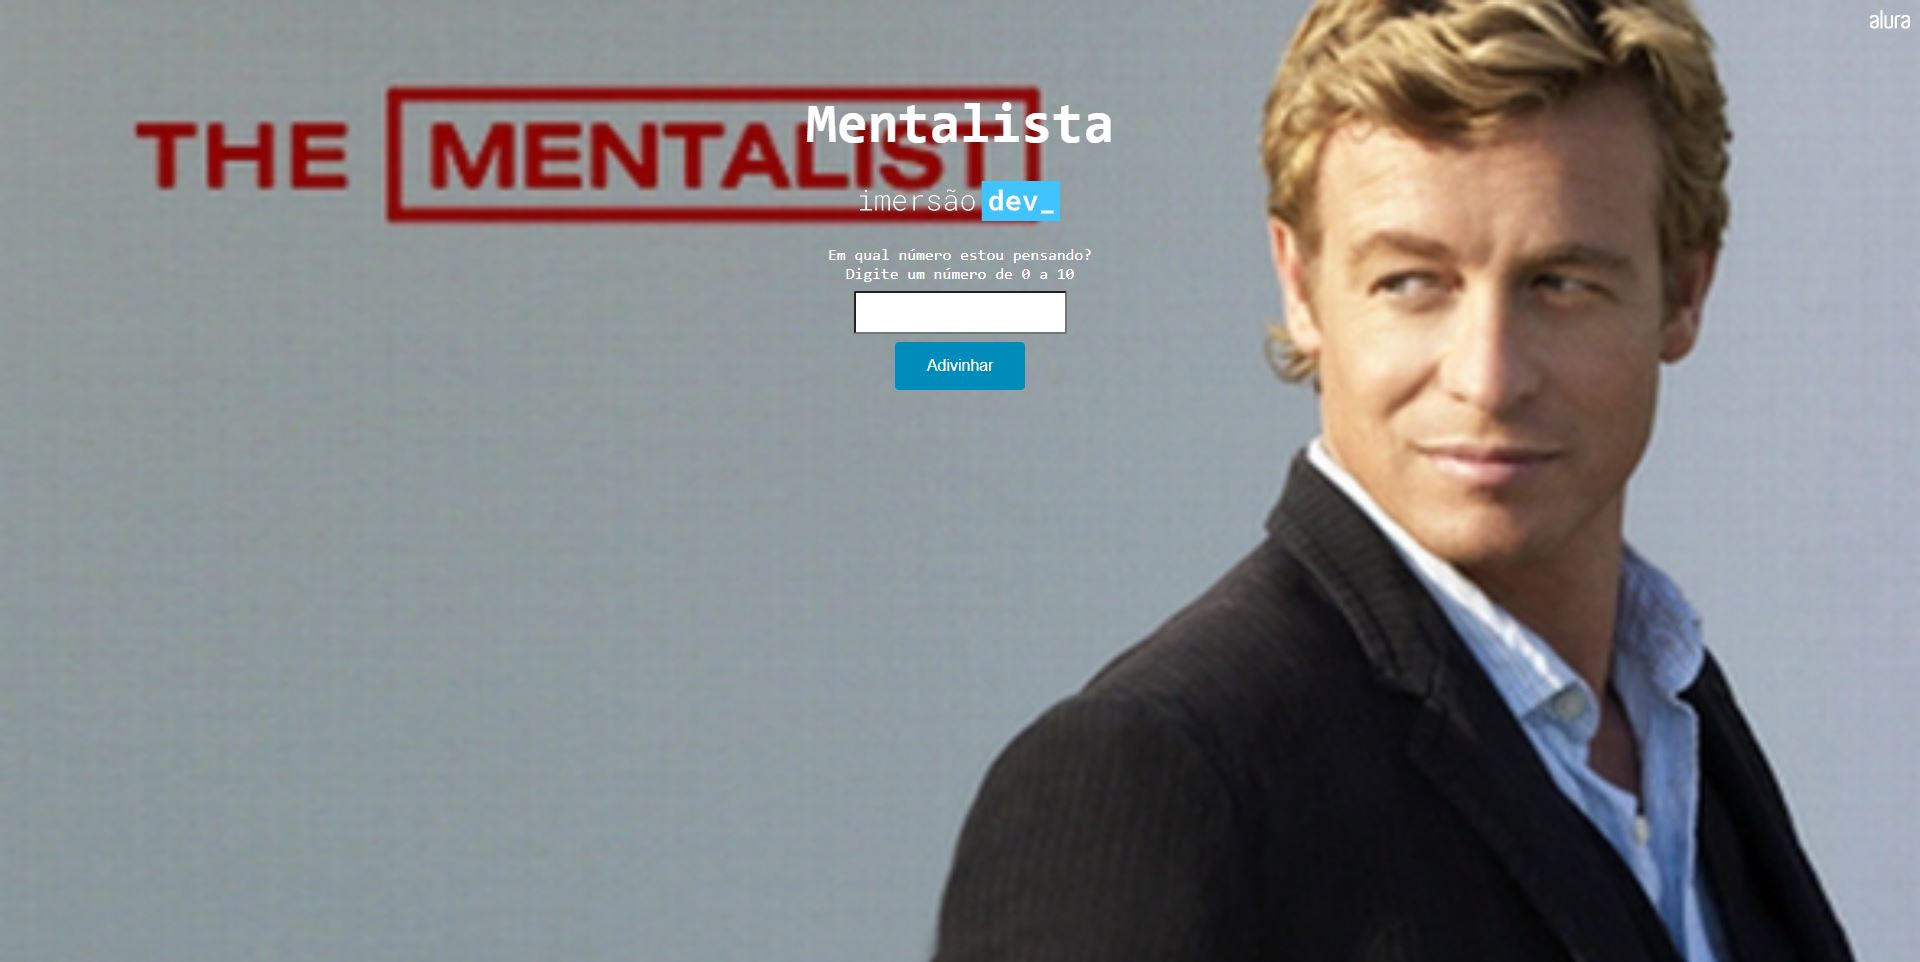 alura
THE MENTALIST
Mentalista
imersão dev_
Em qual número estou pensando?
Digite um número de 0 a 10
Adivinhar